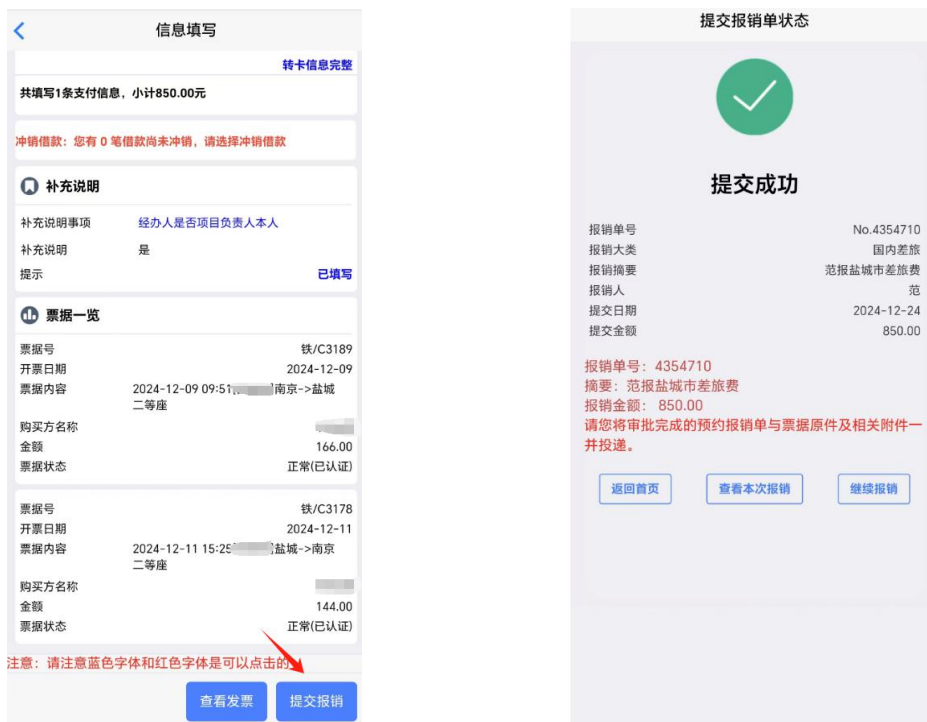 信息填写
转卡信息完整
共填写1条支付信息，小计850.00元
冲销借款：您有 0 笔借款尚未冲销，请选择冲销借款
补充说明
补充说明事项 经办人是否项目负责人本人
补充说明 是
提示 已填写
票据一览
票据号 铁/C3189
开票日期 2024-12-09
票据内容 2024-12-09 09:51 南京->盐城
二等座
购买方名称
金额 166.00
票据状态 正常(已认证)
票据号 铁/C3178
开票日期 2024-12-11
票据内容 2024-12-11 15:25 盐城->南京
二等座
购买方名称
金额 144.00
票据状态 正常(已认证)
注意：请注意蓝色字体和红色字体是可以点击的
查看发票 提交报销
提交报销单状态
提交成功
报销单号 No.4354710
报销大类 国内差旅
报销摘要 范报盐城市差旅费
报销人 范
提交日期 2024-12-24
提交金额 850.00
报销单号：4354710
摘要：范报盐城市差旅费
报销金额： 850.00
请您将审批完成的预约报销单与票据原件及相关附件一
并投递。
返回首页 查看本次报销 继续报销